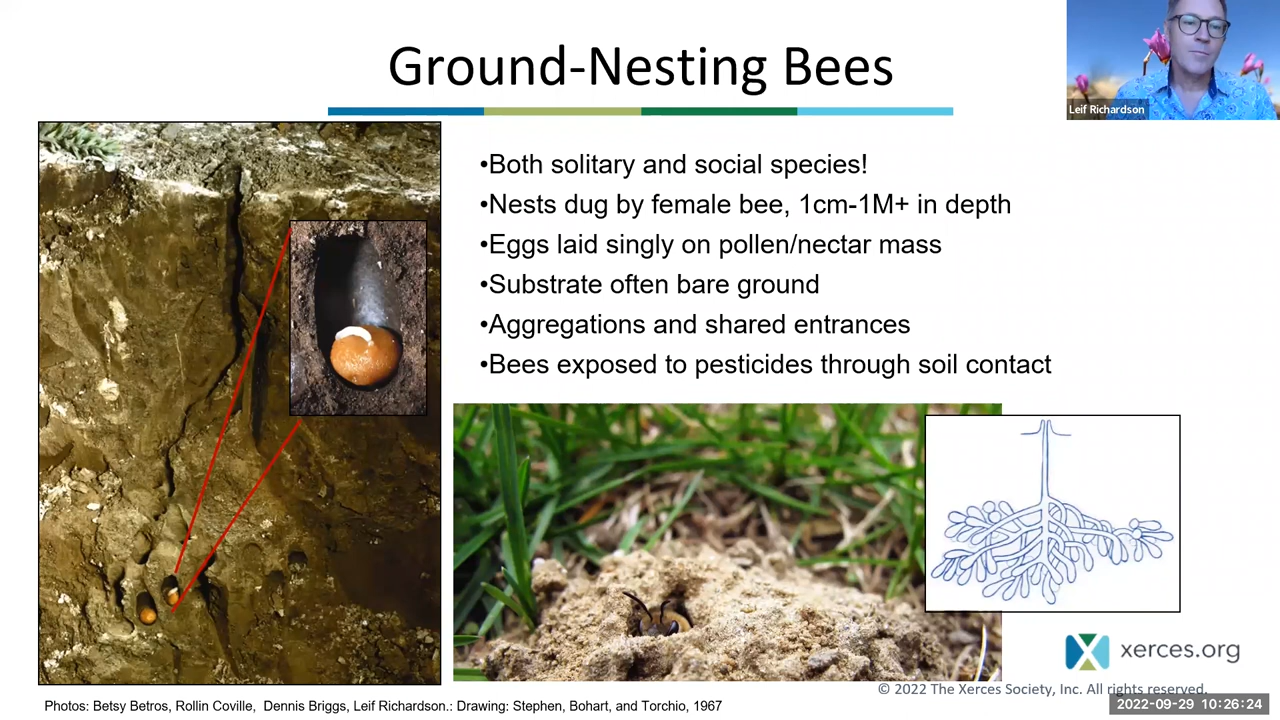 Ground-Nesting Bees
Leif Richardson
•Both solitary and social species!
•Nests dug by female bee, 1cm-1M+ in depth
•Eggs laid singly on pollen/nectar mass
•Substrate often bare ground
•Aggregations and shared entrances
•Bees exposed to pesticides through soil contact
xerces.org
© 2022 The Xerces Society, Inc. All rights reserved.
Photos: Betsy Betros, Rollin Coville, Dennis Briggs, Leif Richardson.: Drawing: Stephen, Bohart, and Torchio, 1967
2022-09-29 10:26:24